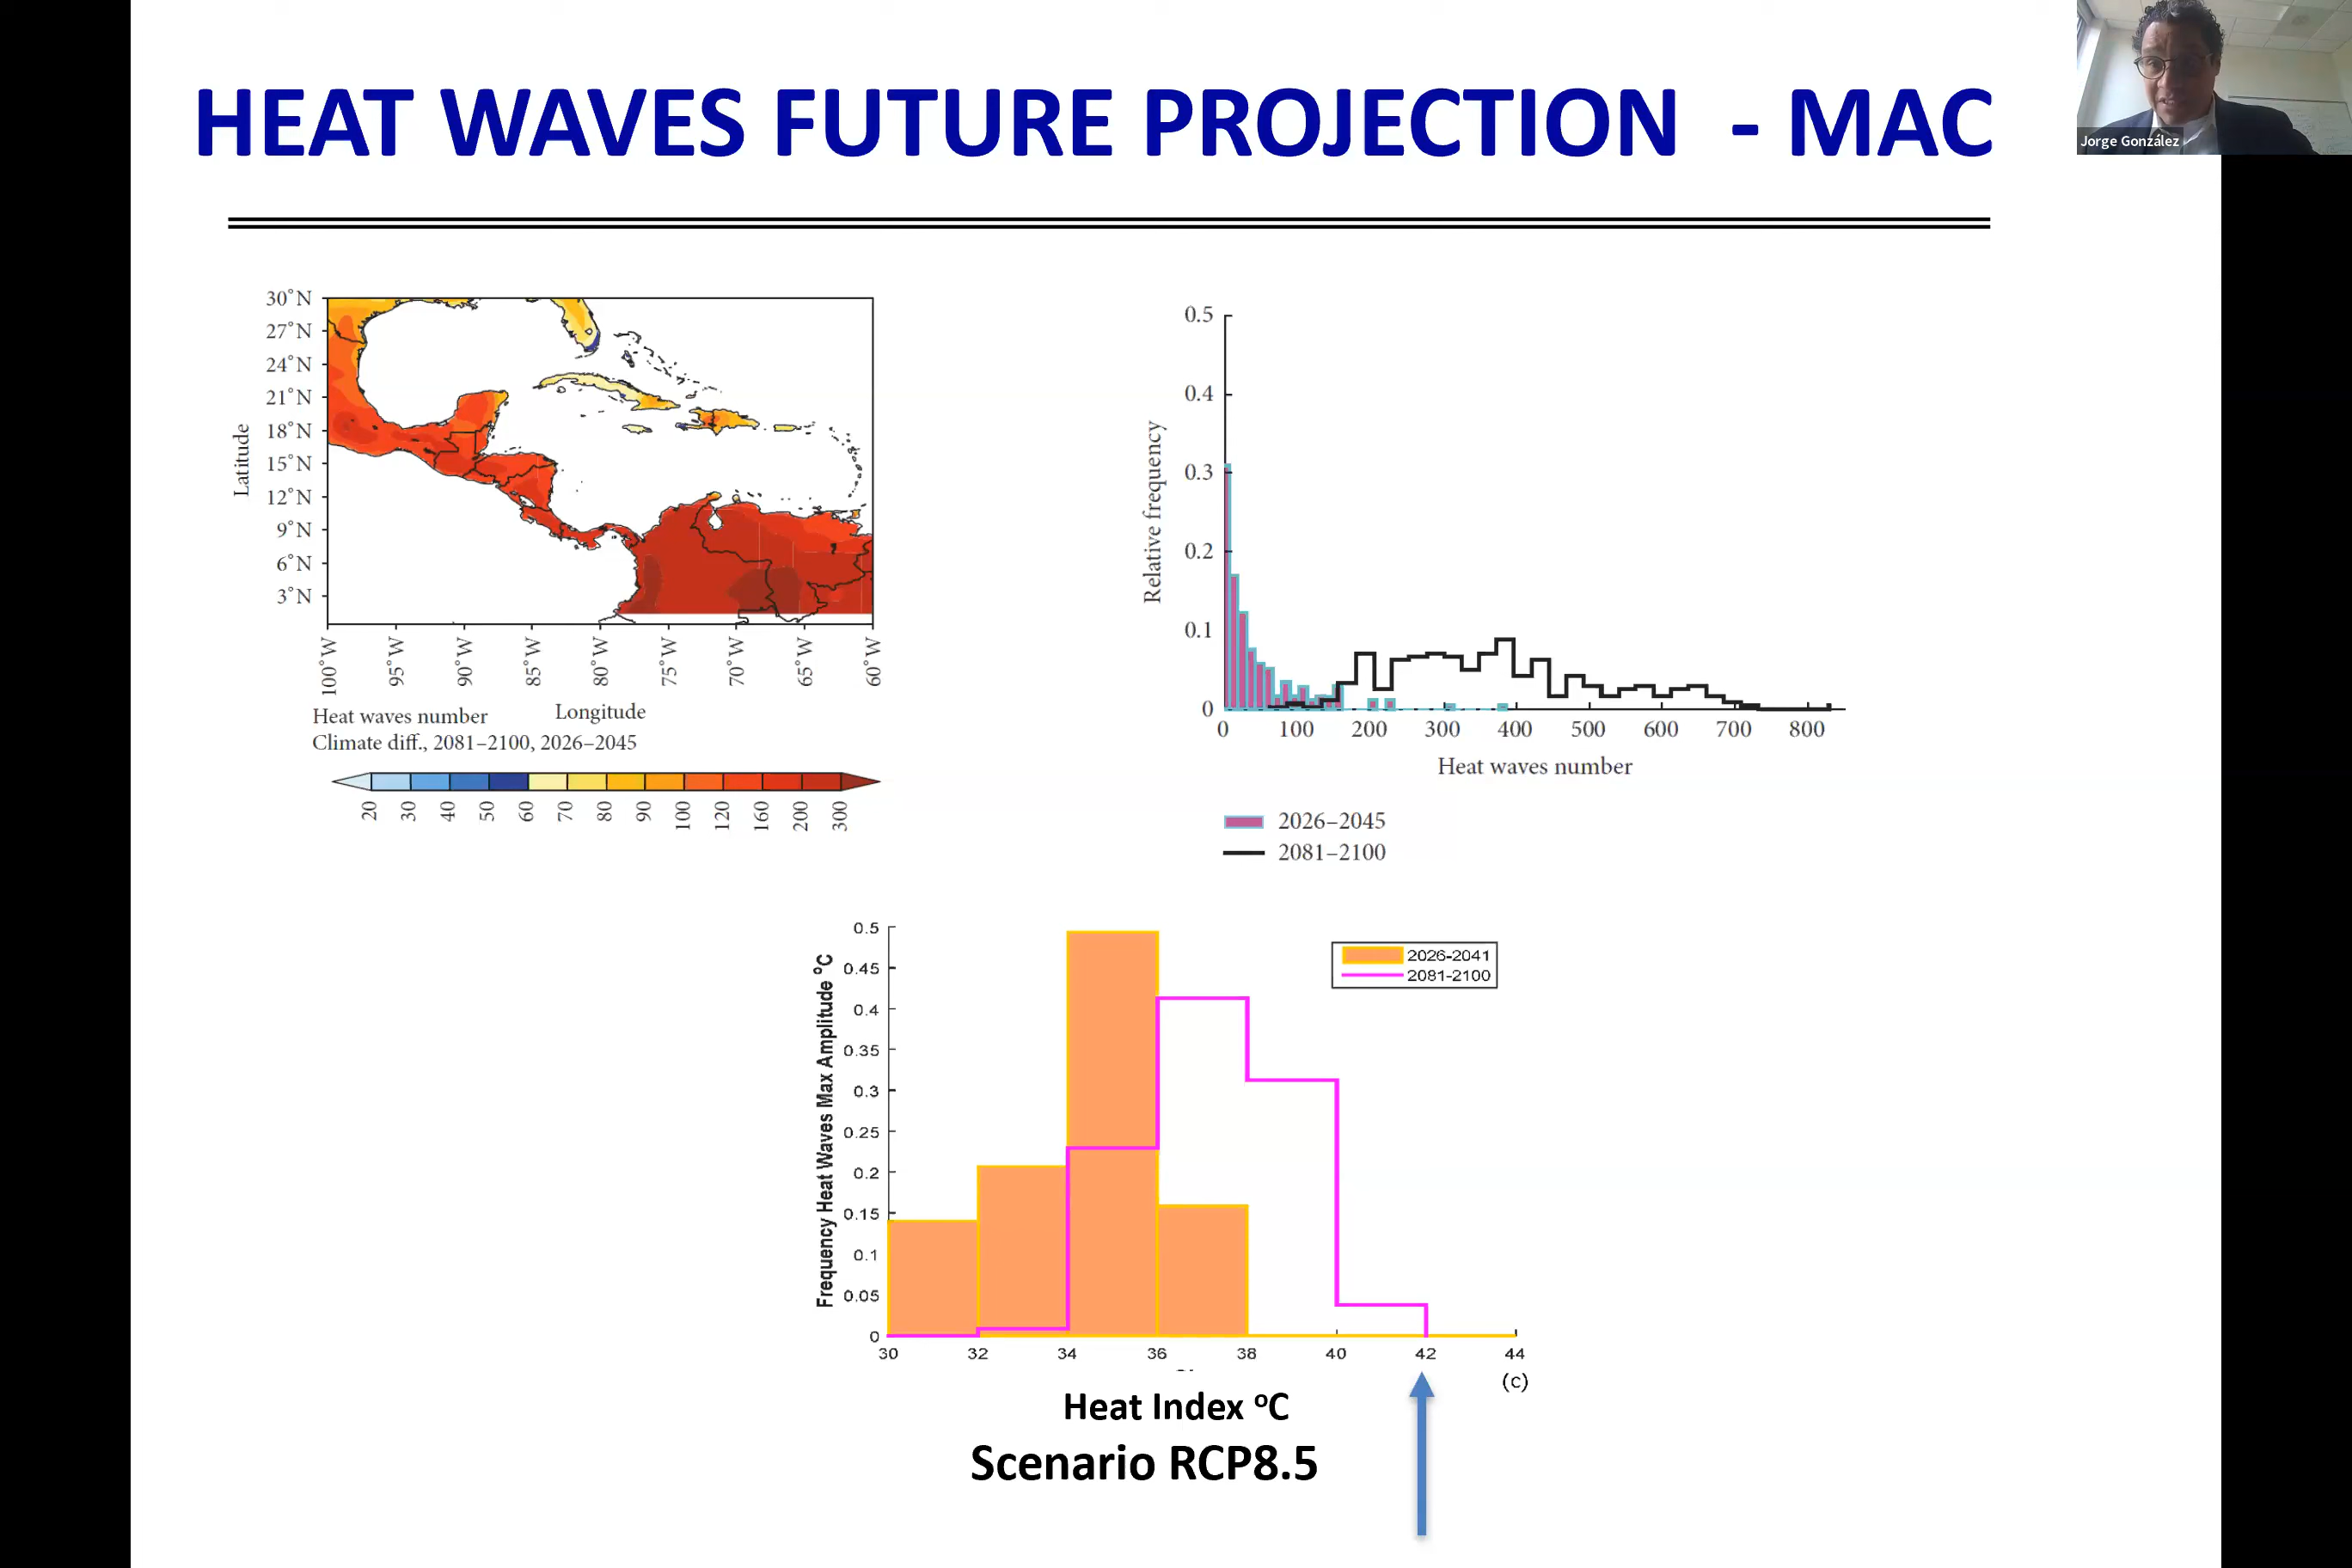 HEAT WAVES FUTURE PROJECTION - MAC
Jorge González
30°N
27°N
24°N
21°N
18°N
15°N
12°N
9°N
6°N
3°N
Latitude
100°W
95°W
90°W
85°W
80°W
75°W
70°W
65°W
60°W
Longitude
Heat waves number
Climate diff., 2081–2100, 2026–2045
20
30
40
50
60
70
80
90
100
120
160
200
300
0.5
0.4
0.3
0.2
0.1
0
Relative frequency
0 100 200 300 400 500 600 700 800
Heat waves number
2026–2045
2081–2100
0.5
0.45
0.4
0.35
0.3
0.25
0.2
0.15
0.1
0.05
0
Frequency Heat Waves Max Amplitude °C
2026-2041
2081-2100
30 32 34 36 38 40 42 44
(c)
Heat Index °C
Scenario RCP8.5